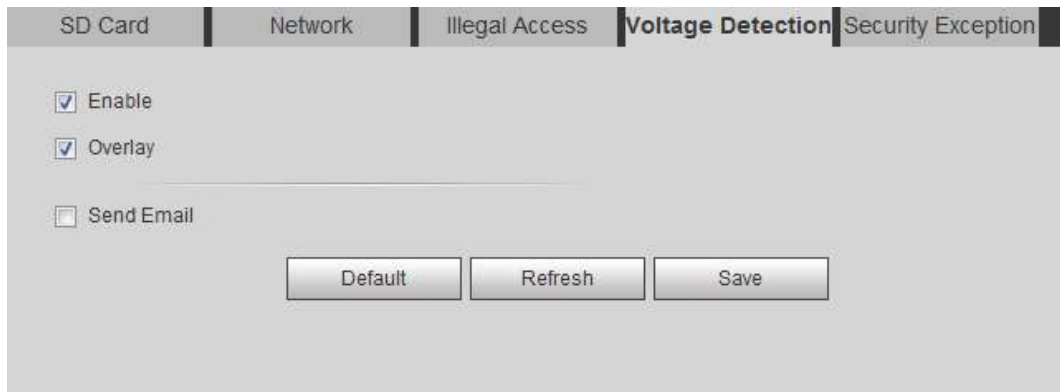 SD Card Network Illegal Access Voltage Detection Security Exception
Enable
Overlay
Send Email
Default Refresh Save